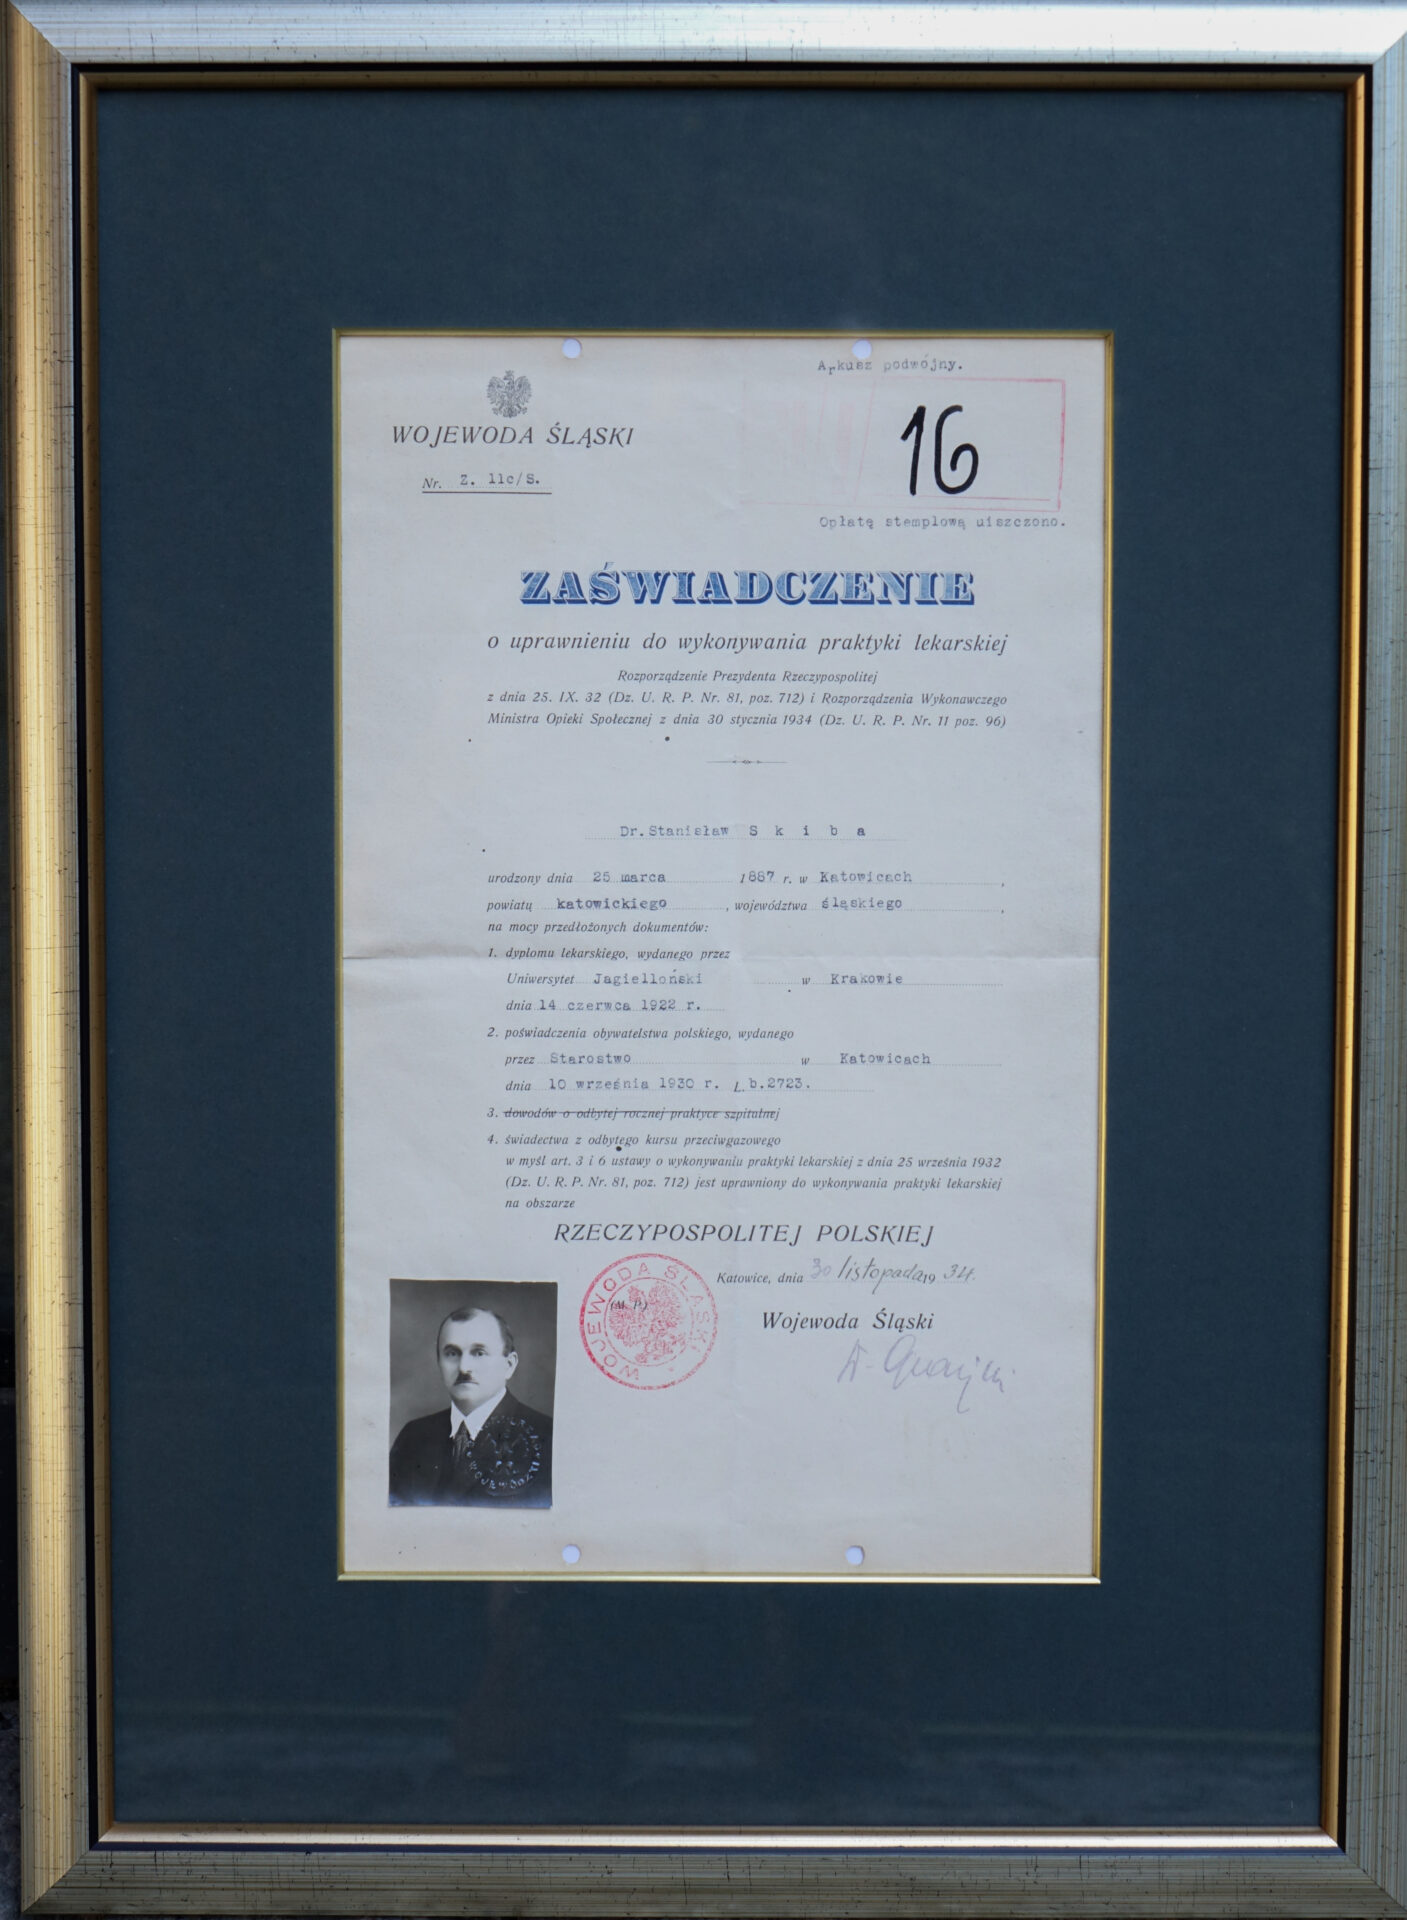 Arkusz podwójny.
WOJEWODA ŚLĄSKI
16
Nr. Z. 11c/S.
Opłatę stemplową uiszczono.
ZAŚWIADCZENIE
o uprawnieniu do wykonywania praktyki lekarskiej
Rozporządzenie Prezydenta Rzeczypospolitej
z dnia 25. IX. 32 (Dz. U. R. P. Nr. 81, poz. 712) i Rozporządzenia Wykonawczego
Ministra Opieki Społecznej z dnia 30 stycznia 1934 (Dz. U. R. P. Nr. 11 poz. 96)
Dr. Stanisław S k i b a
urodzony dnia 25 marca 1887 r. w Katowicach,
powiatu katowickiego, województwa śląskiego,
na mocy przedłożonych dokumentów:
1. dyplomu lekarskiego, wydanego przez
Uniwersytet Jagielloński w Krakowie
dnia 14 czerwca 1922 r.
2. poświadczenia obywatelstwa polskiego, wydanego
przez Starostwo w Katowicach
dnia 10 września 1930 r. L. b. 2723.
3. dowodów o odbytej rocznej praktyce szpitalnej
4. świadectwa z odbytego kursu przeciwgazowego
w myśl art. 3 i 6 ustawy o wykonywaniu praktyki lekarskiej z dnia 25 września 1932
(Dz. U. R. P. Nr. 81, poz. 712) jest uprawniony do wykonywania praktyki lekarskiej
na obszarze
RZECZYPOSPOLITEJ POLSKIEJ
Katowice, dnia 30 listopada 1934.
WOJEWODA ŚLĄSKI
(M. P.)
Wojewoda Śląski